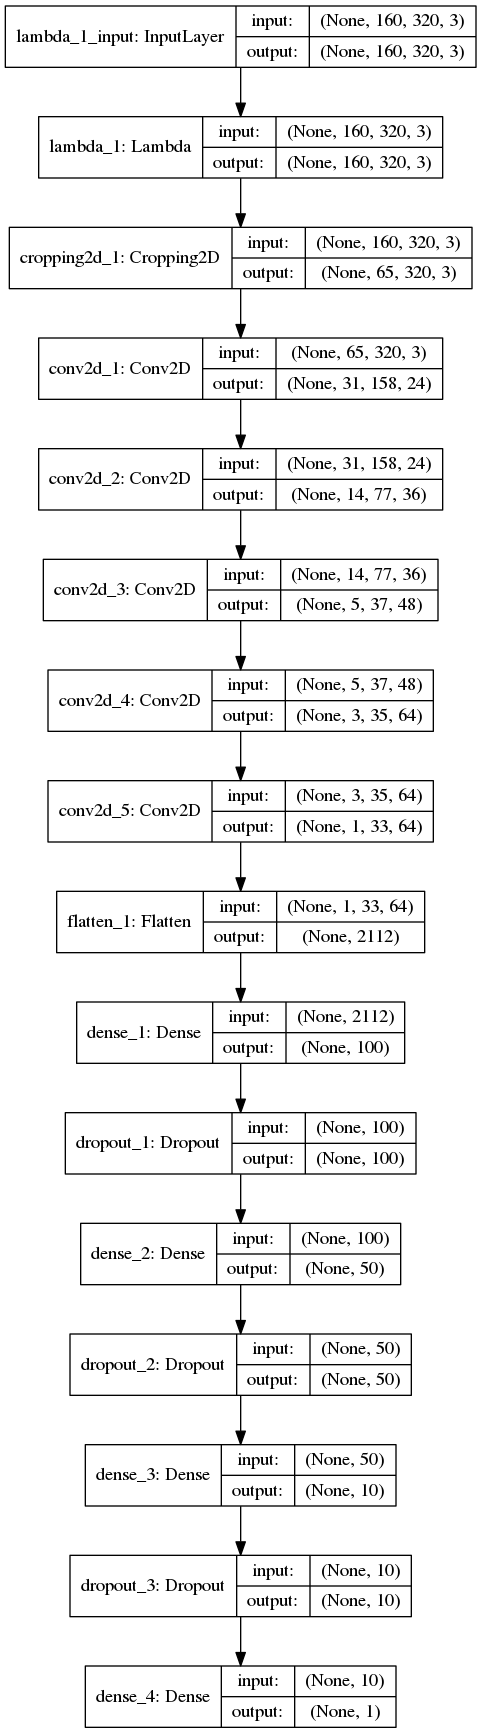 lambda_1_input: InputLayer
input: (None, 160, 320, 3)
output: (None, 160, 320, 3)
lambda_1: Lambda
input: (None, 160, 320, 3)
output: (None, 160, 320, 3)
cropping2d_1: Cropping2D
input: (None, 160, 320, 3)
output: (None, 65, 320, 3)
conv2d_1: Conv2D
input: (None, 65, 320, 3)
output: (None, 31, 158, 24)
conv2d_2: Conv2D
input: (None, 31, 158, 24)
output: (None, 14, 77, 36)
conv2d_3: Conv2D
input: (None, 14, 77, 36)
output: (None, 5, 37, 48)
conv2d_4: Conv2D
input: (None, 5, 37, 48)
output: (None, 3, 35, 64)
conv2d_5: Conv2D
input: (None, 3, 35, 64)
output: (None, 1, 33, 64)
flatten_1: Flatten
input: (None, 1, 33, 64)
output: (None, 2112)
dense_1: Dense
input: (None, 2112)
output: (None, 100)
dropout_1: Dropout
input: (None, 100)
output: (None, 100)
dense_2: Dense
input: (None, 100)
output: (None, 50)
dropout_2: Dropout
input: (None, 50)
output: (None, 50)
dense_3: Dense
input: (None, 50)
output: (None, 10)
dropout_3: Dropout
input: (None, 10)
output: (None, 10)
dense_4: Dense
input: (None, 10)
output: (None, 1)